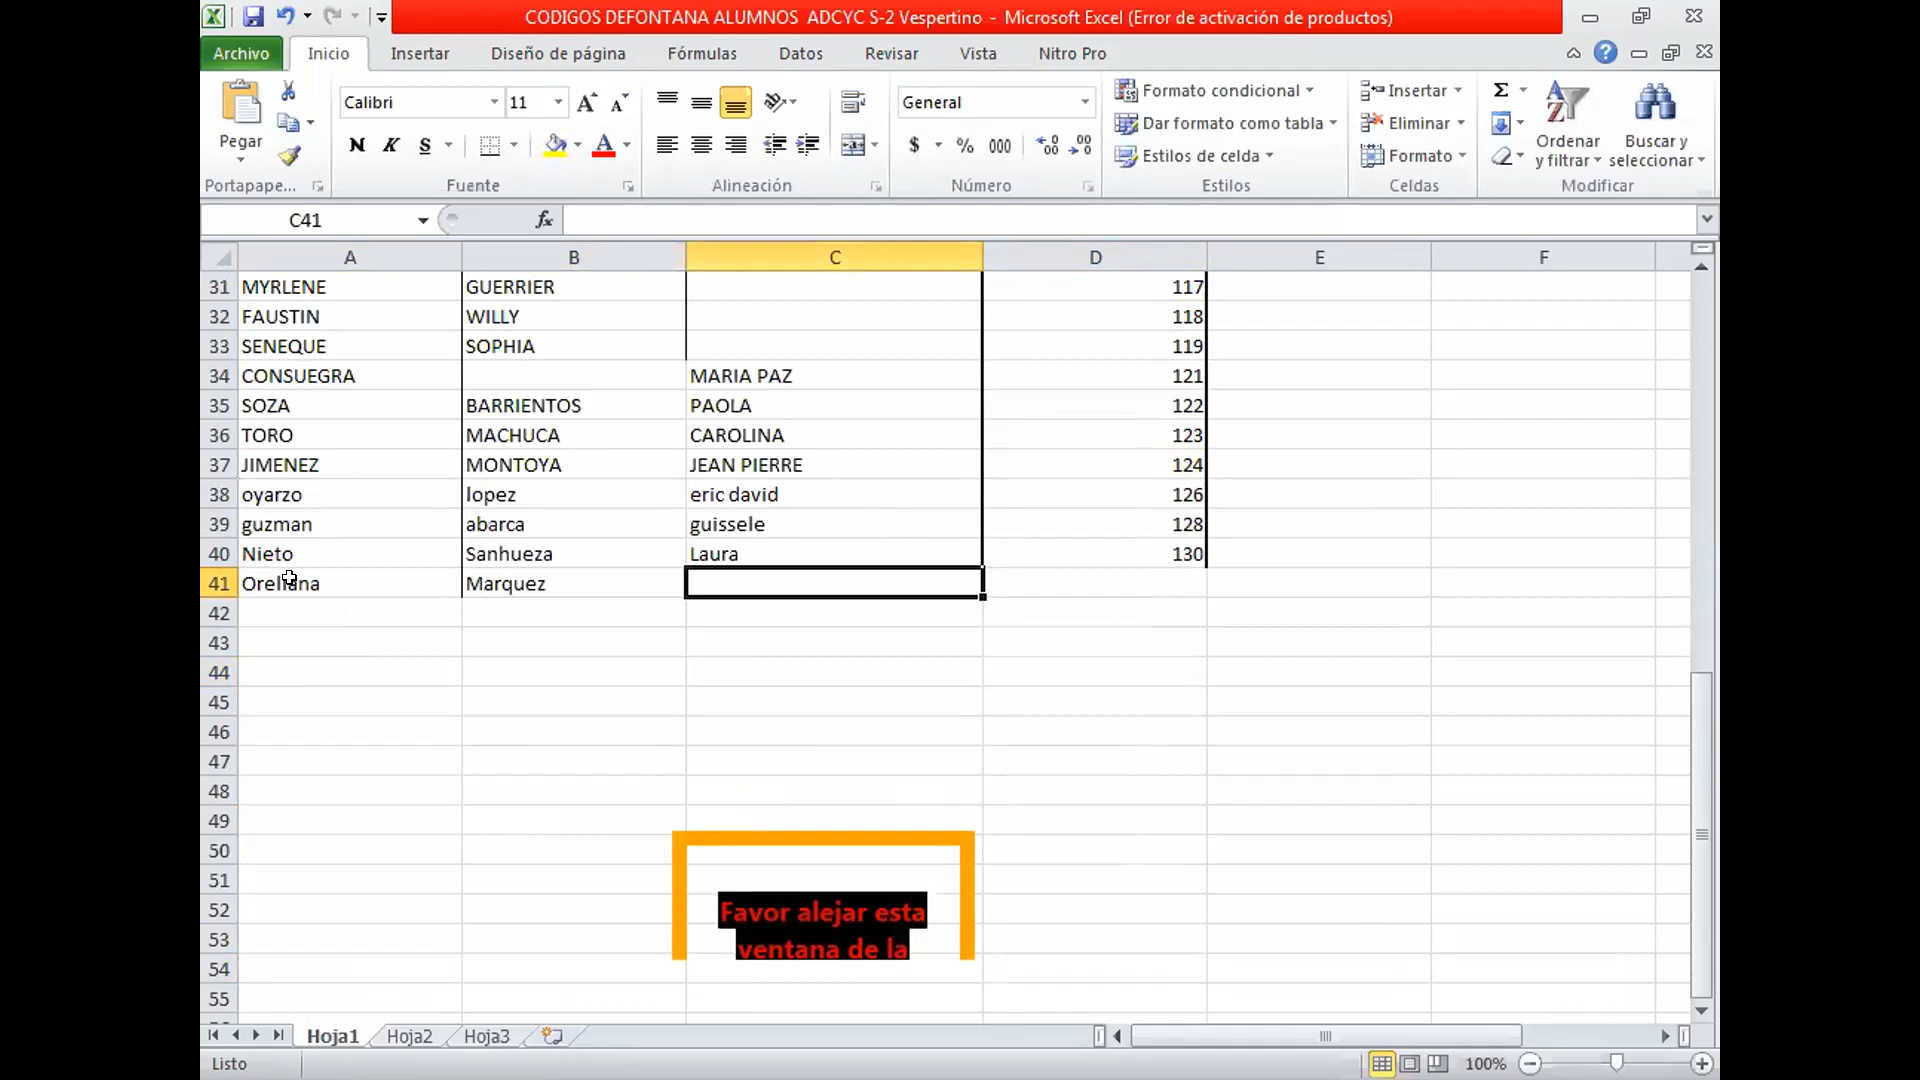 CODIGOS DEFONTANA ALUMNOS  ADCYC S-2 Vespertino  -  Microsoft Excel (Error de activación de productos)
Archivo Inicio Insertar Diseño de página Fórmulas Datos Revisar Vista Nitro Pro
Pegar
Calibri 11
N K S
General
$ % 000
Formato condicional
Dar formato como tabla
Estilos de celda
Insertar
Eliminar
Formato
Σ
Ordenar y filtrar
Buscar y seleccionar
Portapape... Fuente Alineación Número Estilos Celdas Modificar
C41 fx
A B C D E F
31 MYRLENE GUERRIER 117
32 FAUSTIN WILLY 118
33 SENEQUE SOPHIA 119
34 CONSUEGRA MARIA PAZ 121
35 SOZA BARRIENTOS PAOLA 122
36 TORO MACHUCA CAROLINA 123
37 JIMENEZ MONTOYA JEAN PIERRE 124
38 oyarzo lopez eric david 126
39 guzman abarca guissele 128
40 Nieto Sanhueza Laura 130
41 Orellana Marquez
42
43
44
45
46
47
48
49
50
51
52
53
54
55
Favor alejar esta
ventana de la
Hoja1 Hoja2 Hoja3
Listo 100%